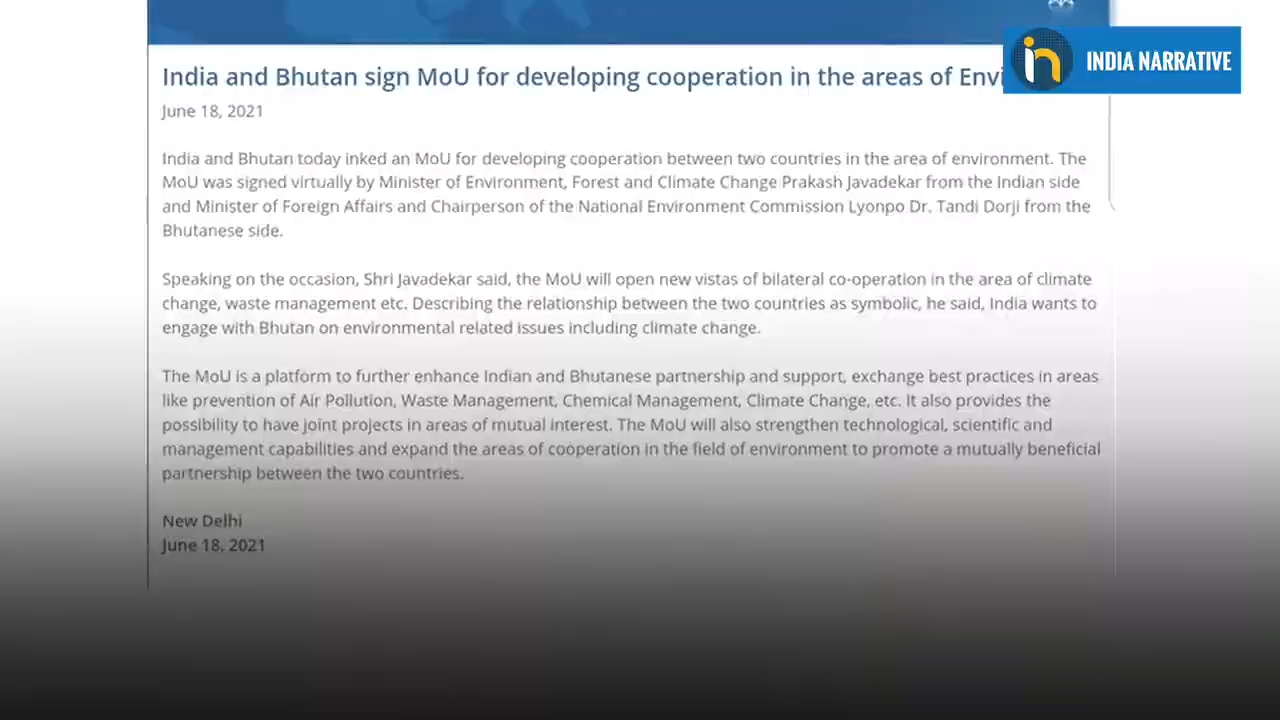 India and Bhutan sign MoU for developing cooperation in the areas of
INDIA NARRATIVE
June 18, 2021
India and Bhutan today inked an MoU for developing cooperation between two countries in the area of environment. The
MoU was signed virtually by Minister of Environment, Forest and Climate Change Prakash Javadekar from the Indian side
and Minister of Foreign Affairs and Chairperson of the National Environment Commission Lyonpo Dr. Tandi Dorji from the
Bhutanese side.
Speaking on the occasion, Shri Javadekar said, the MoU will open new vistas of bilateral co-operation in the area of climate
change, waste management etc. Describing the relationship between the two countries as symbolic, he said, India wants to
engage with Bhutan on environmental related issues including climate change.
The MoU is a platform to further enhance Indian and Bhutanese partnership and support, exchange best practices in areas
like prevention of Air Pollution, Waste Management, Chemical Management, Climate Change, etc. It also provides the
possibility to have joint projects in areas of mutual interest. The MoU will also strengthen technological, scientific and
management capabilities and expand the areas of cooperation in the field of environment to promote a mutually beneficial
partnership between the two countries.
New Delhi
June 18, 2021